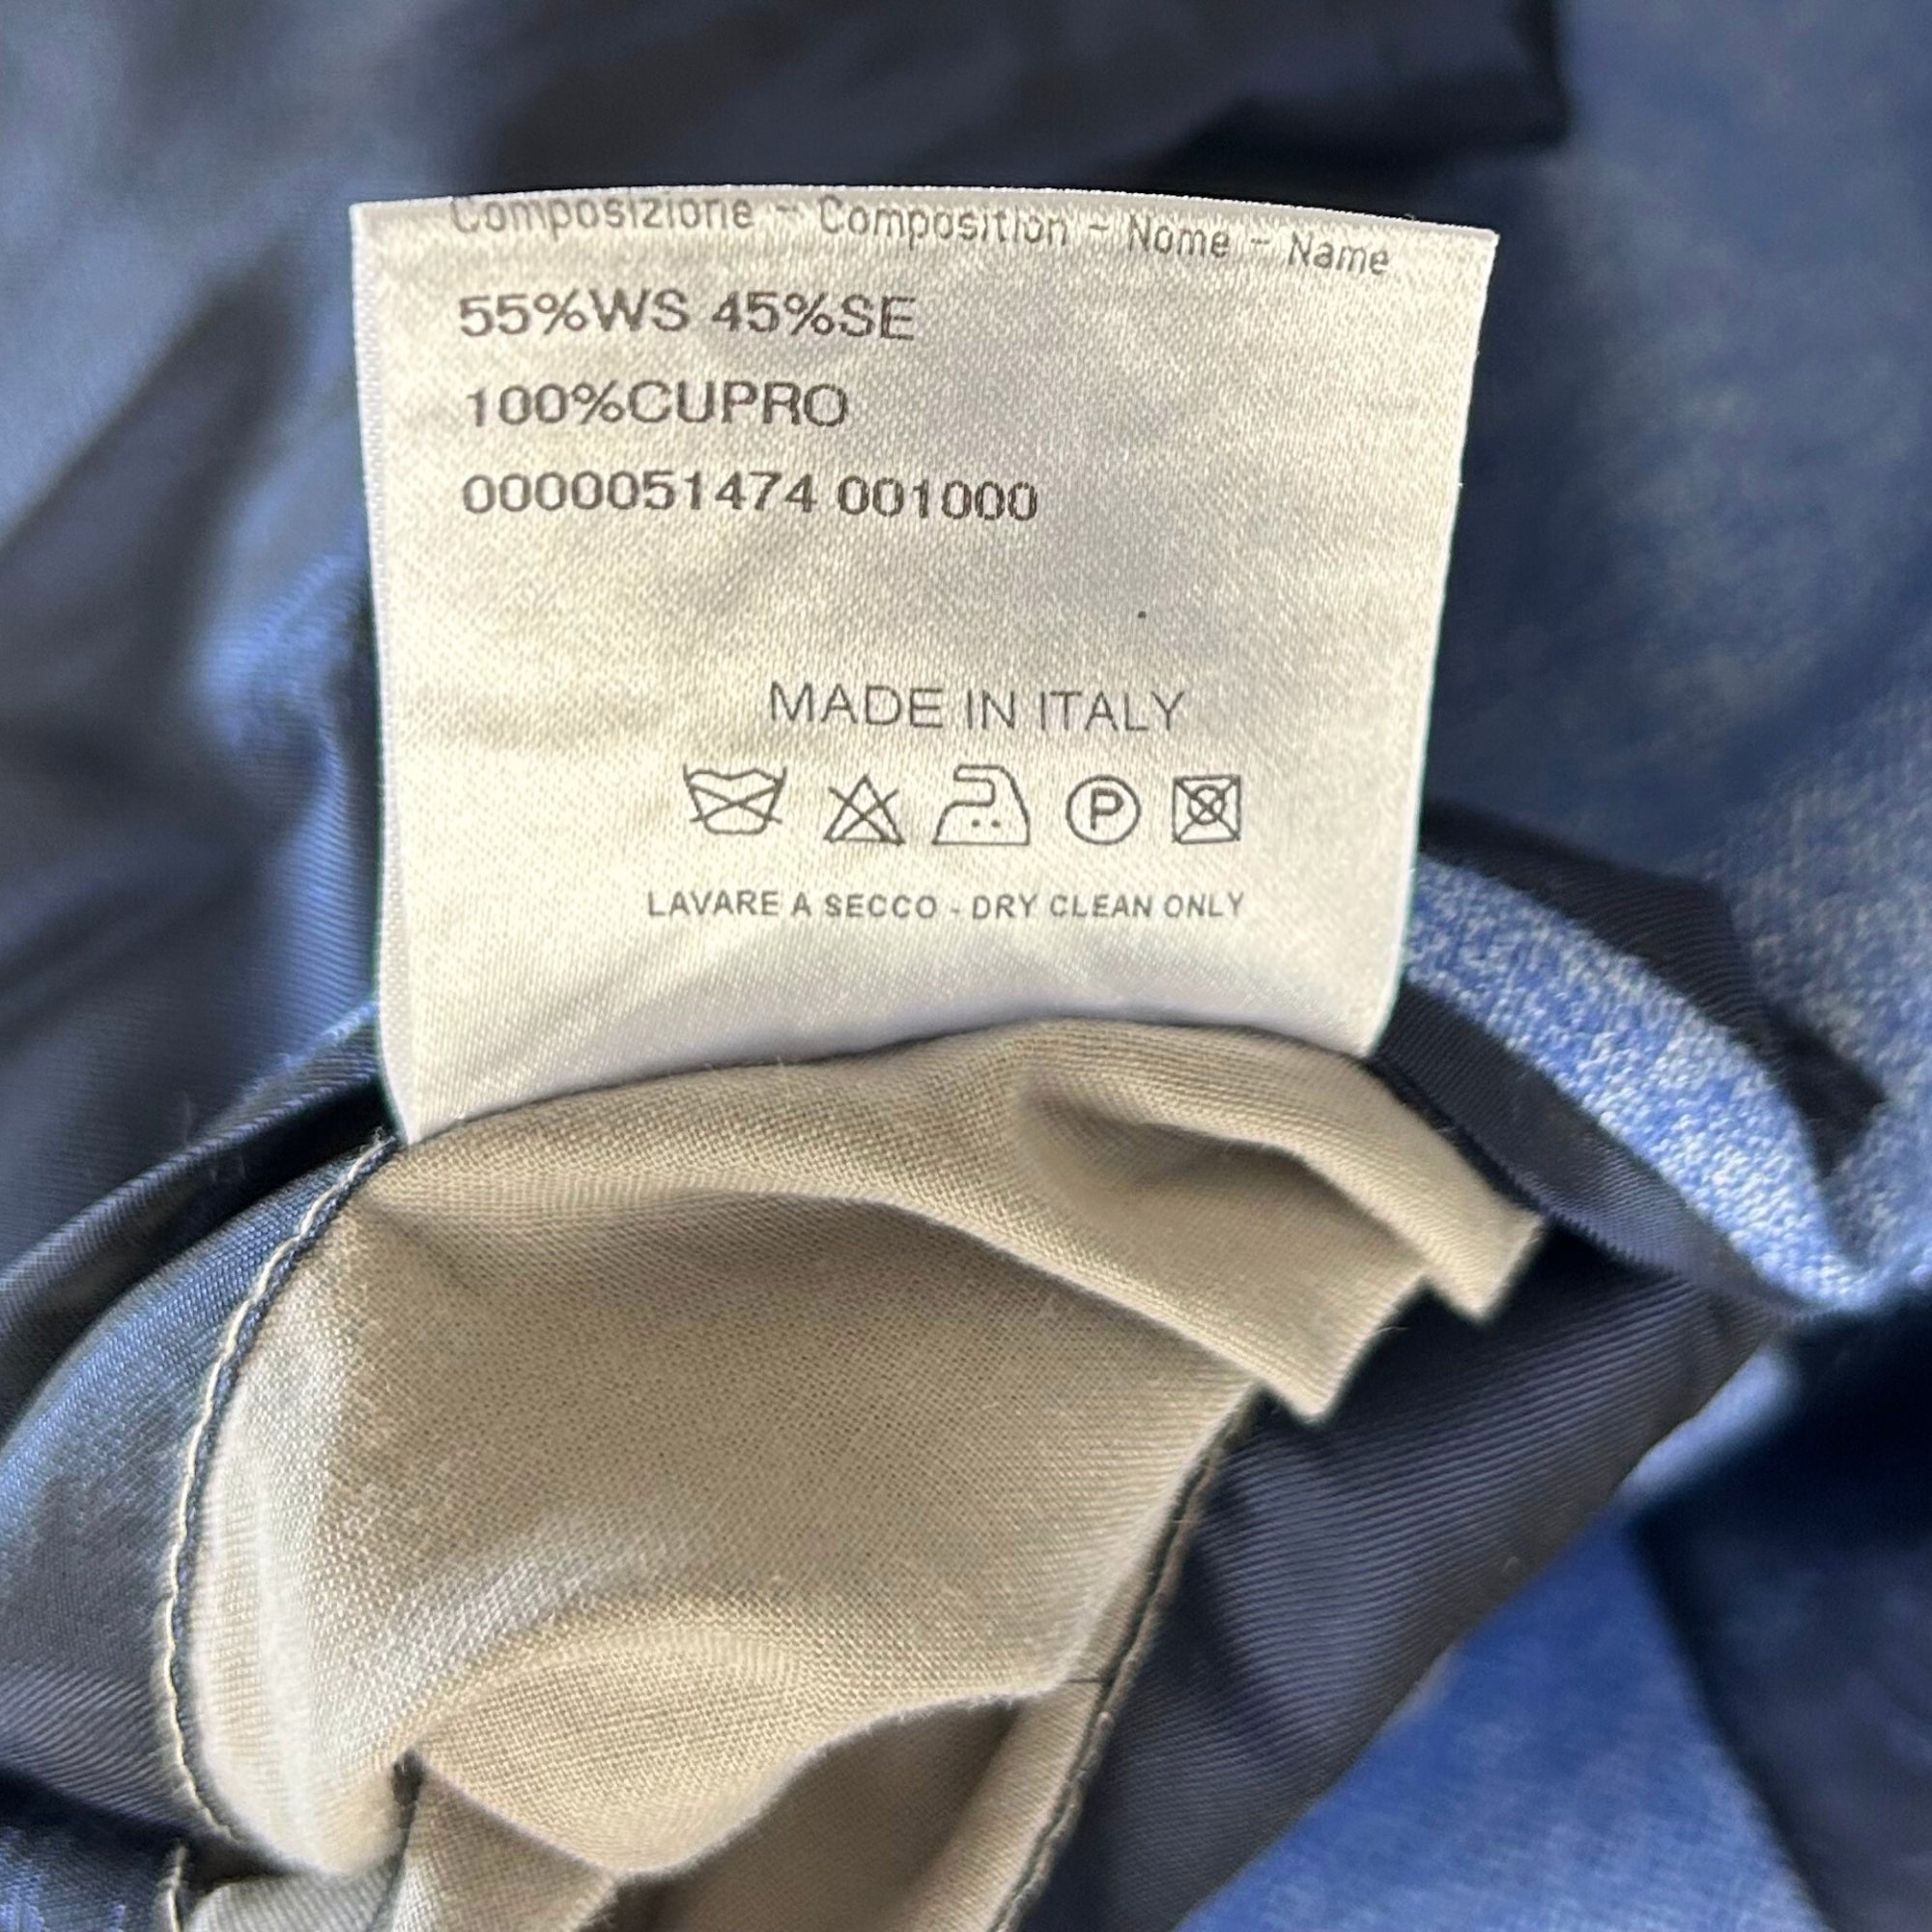 Composizione - Composition - Nome - Name
55%WS 45%SE
100%CUPRO
0000051474 001000
MADE IN ITALY
P
LAVARE A SECCO - DRY CLEAN ONLY